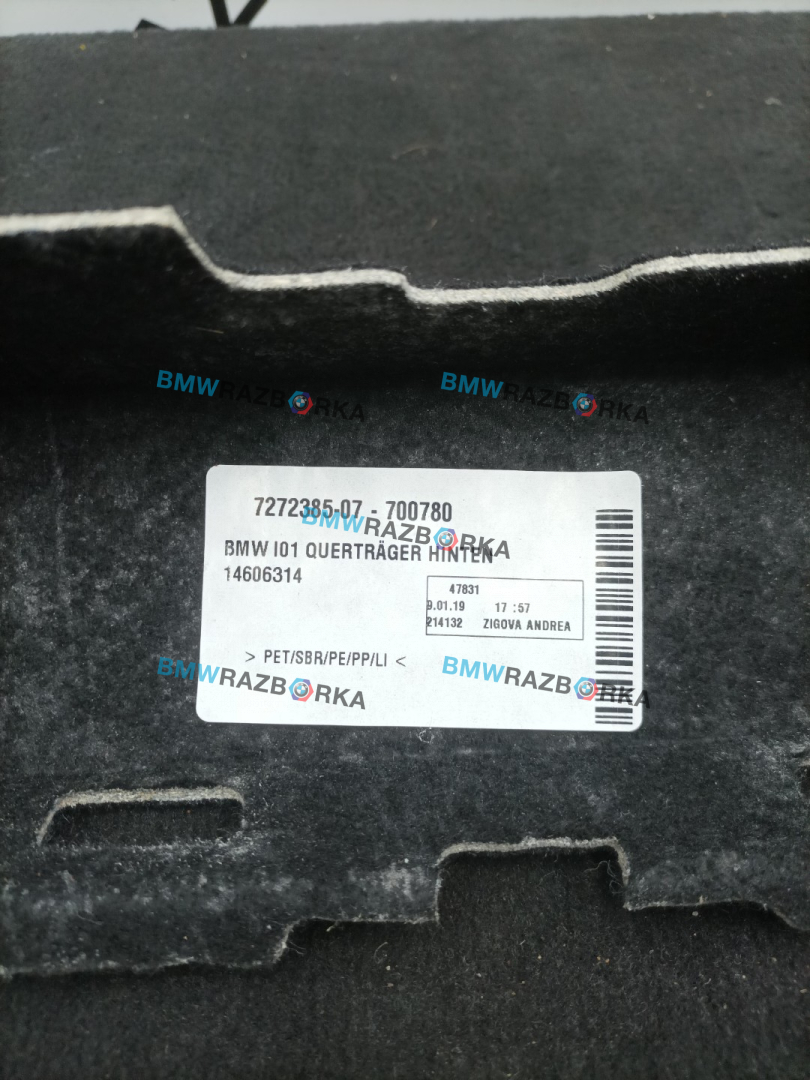 BMWRAZBORKA BMWRAZBORKA
7272385-07 - 700780
BMWRAZBORKA
BMW I01 QUERTRÄGER HINTEN
14606314
47831
9.01.19 17 :57
214132 ZIGOVA ANDREA
> PET/SBR/PE/PP/LI <
BMWRAZBORKA BMWRAZBORKA